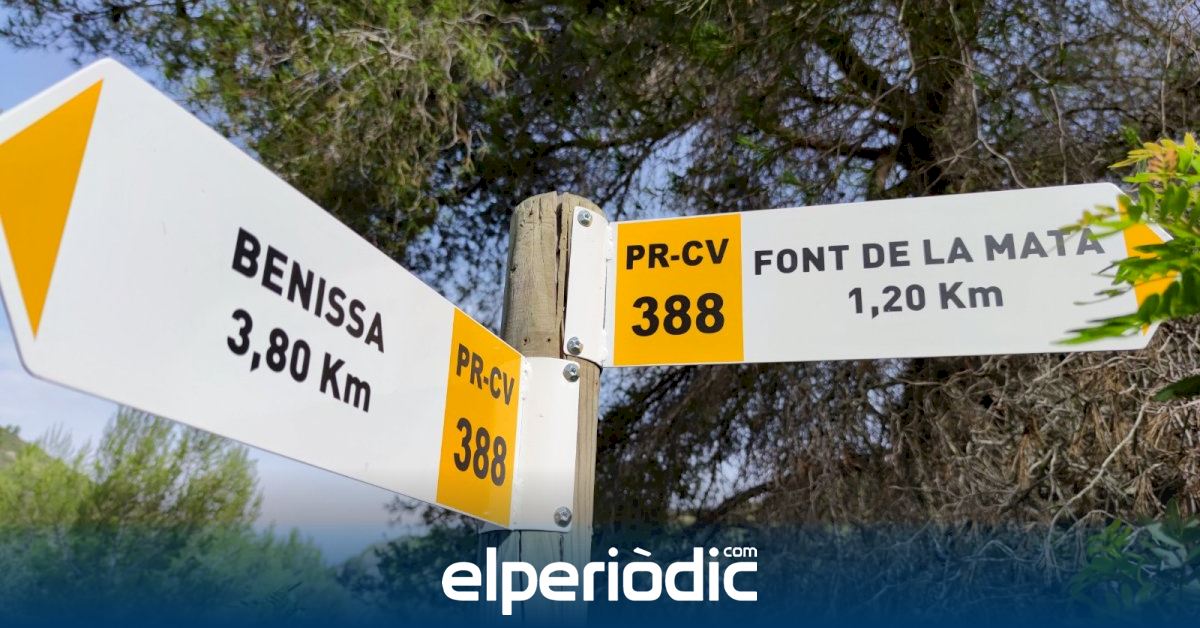 BENISSA
3,80 Km
PR-CV
388
PR-CV
388
FONT DE LA MATA
1,20 Km
elperiòdic.com